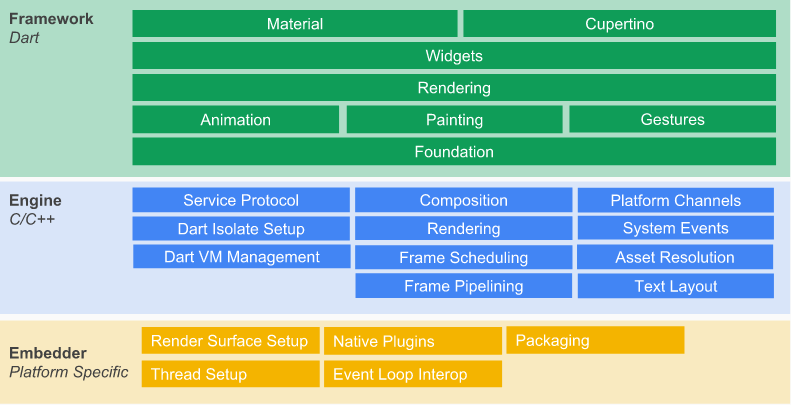 Framework
Dart
Material Cupertino
Widgets
Rendering
Animation Painting Gestures
Foundation
Engine
C/C++
Service Protocol Composition Platform Channels
Dart Isolate Setup Rendering System Events
Dart VM Management Frame Scheduling Asset Resolution
Frame Pipelining Text Layout
Embedder
Platform Specific
Render Surface Setup Native Plugins Packaging
Thread Setup Event Loop Interop